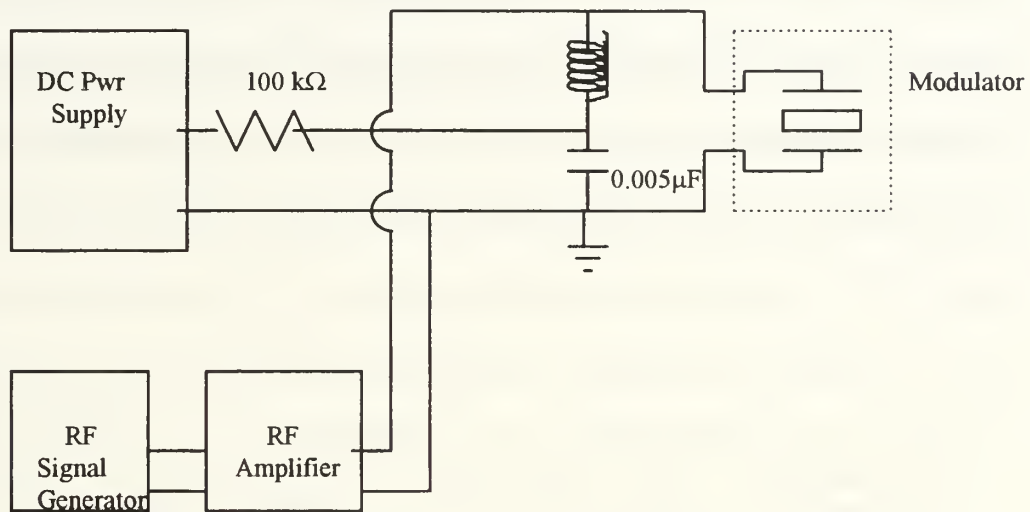 DC Pwr
Supply
100 kΩ
Modulator
0.005μF
RF
Signal
Generator
RF
Amplifier